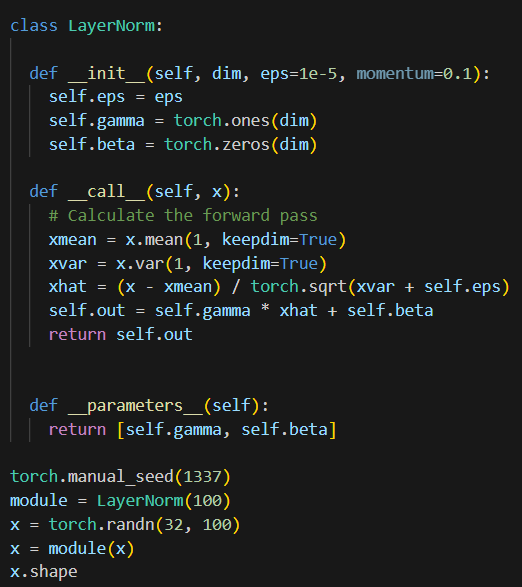 class LayerNorm:
  def __init__(self, dim, eps=1e-5, momentum=0.1):
    self.eps = eps
    self.gamma = torch.ones(dim)
    self.beta = torch.zeros(dim)
  def __call__(self, x):
    # Calculate the forward pass
    xmean = x.mean(1, keepdim=True)
    xvar = x.var(1, keepdim=True)
    xhat = (x - xmean) / torch.sqrt(xvar + self.eps)
    self.out = self.gamma * xhat + self.beta
    return self.out
  def __parameters__(self):
    return [self.gamma, self.beta]
torch.manual_seed(1337)
module = LayerNorm(100)
x = torch.randn(32, 100)
x = module(x)
x.shape